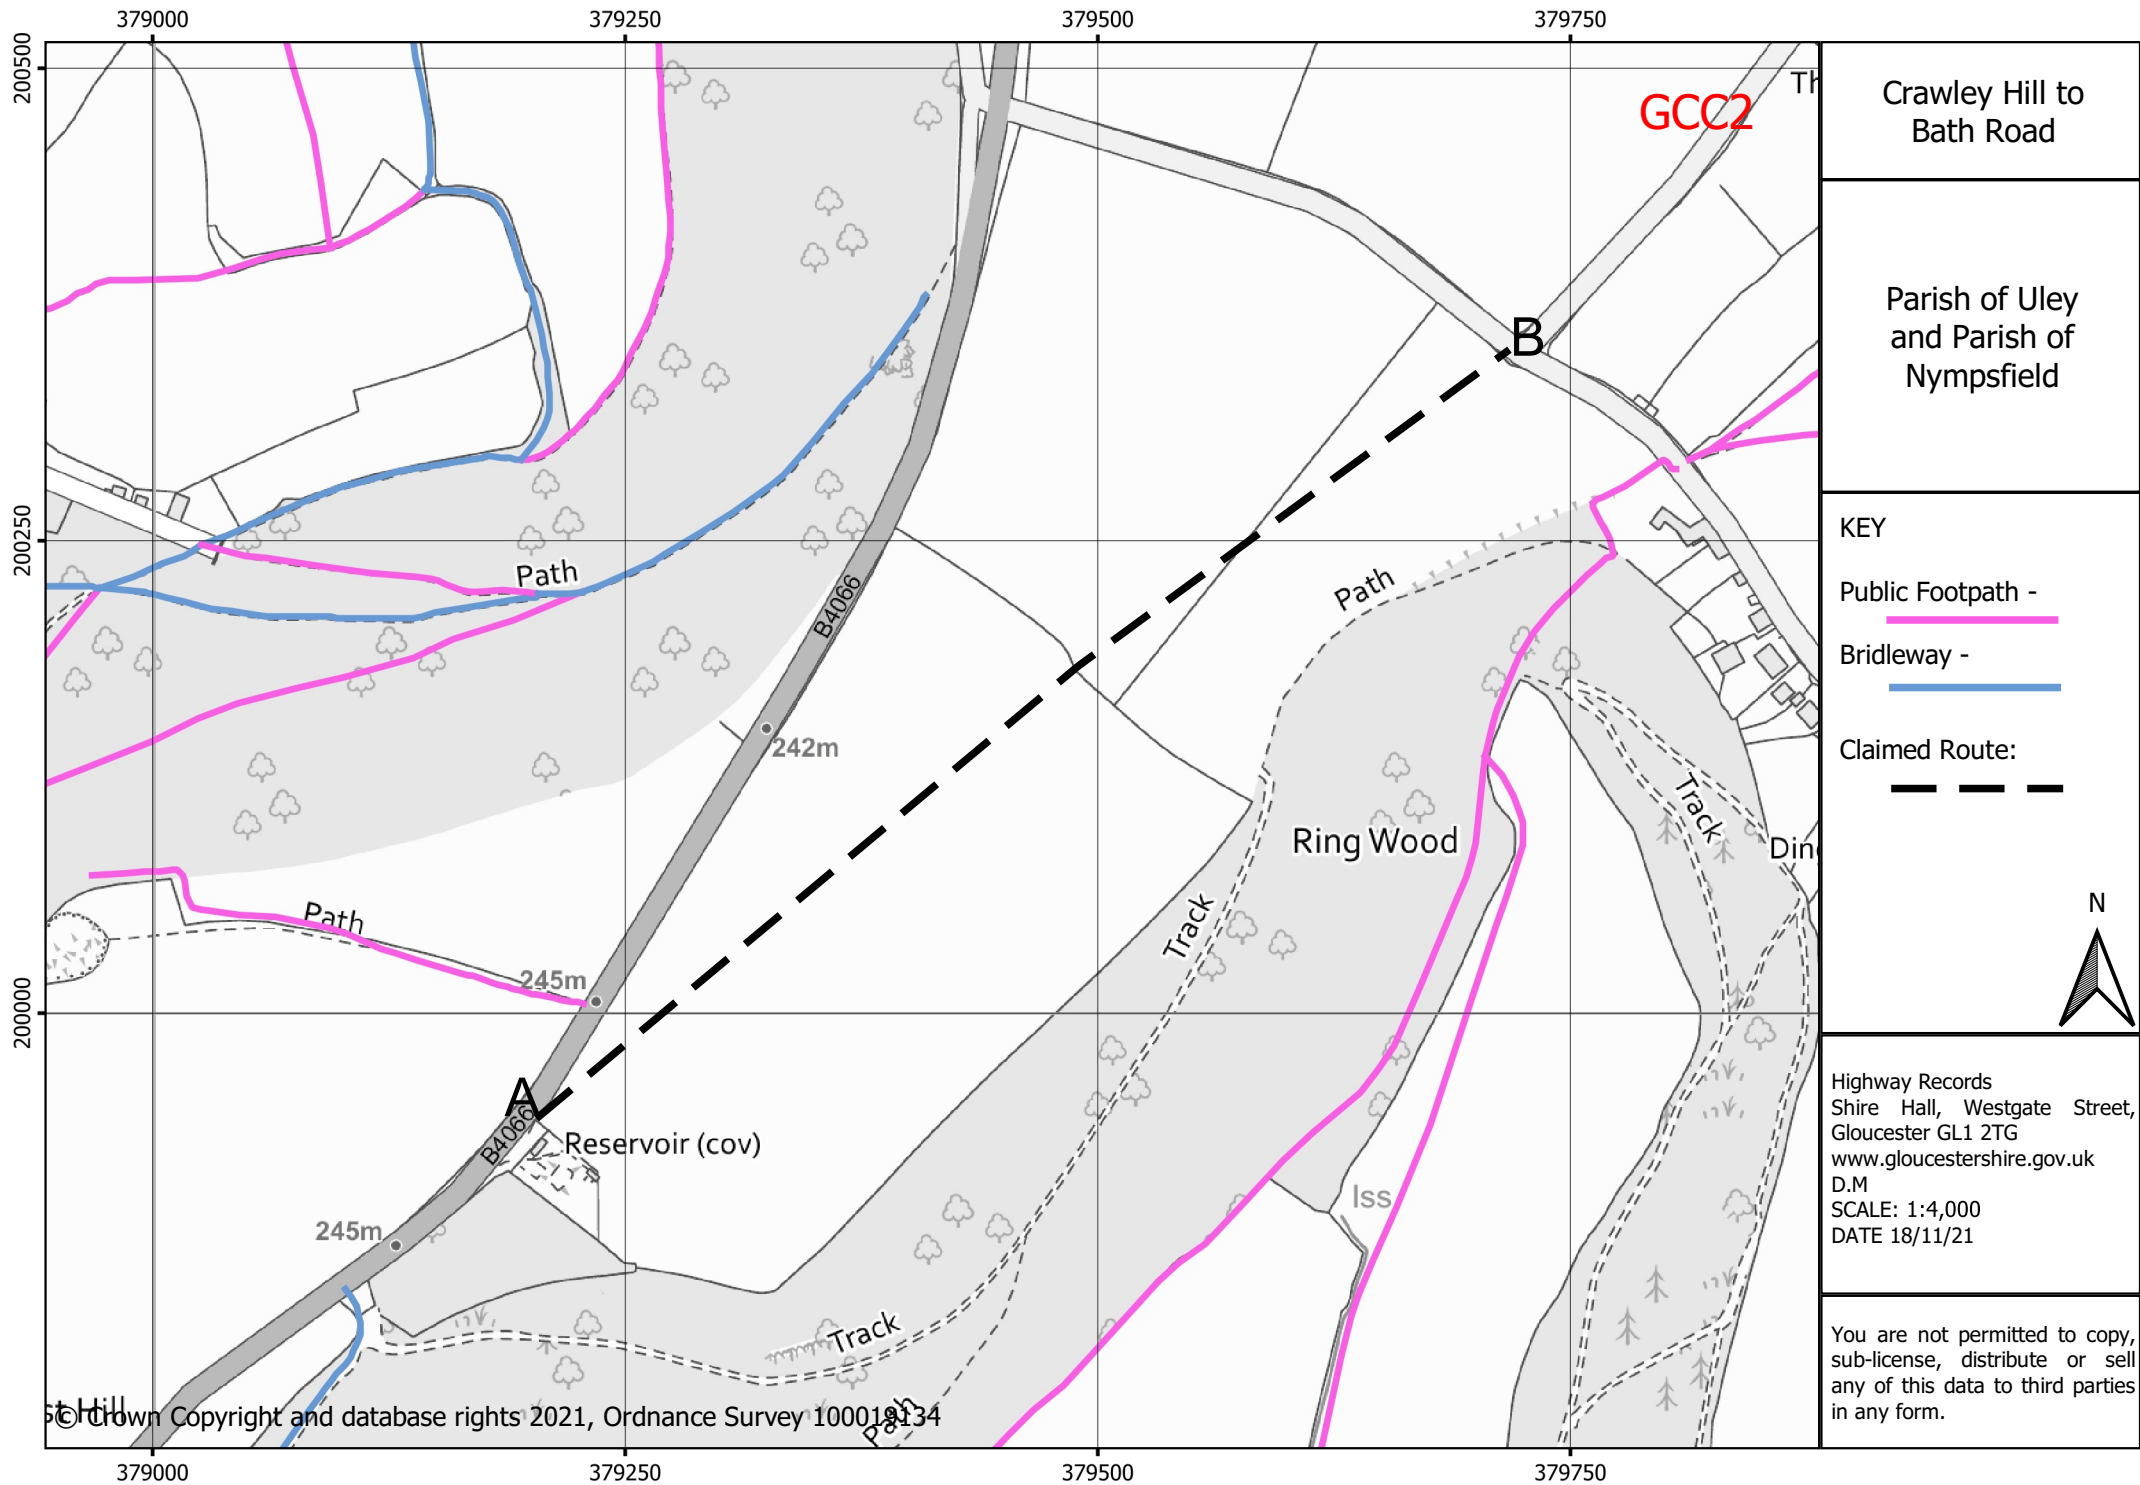 379000
379250
379500
379750
200500
200250
200000
Th
GCC2
B
Path
B4066
Path
242m
Track
Ring Wood
Track
Path
245m
A
B4066
Reservoir (cov)
Iss
245m
Track
Path
st Hill
© Crown Copyright and database rights 2021, Ordnance Survey 100019134
379000
379250
379500
379750
Crawley Hill to
Bath Road
Parish of Uley
and Parish of
Nympsfield
KEY
Public Footpath -
Bridleway -
Claimed Route:
N
Highway Records
Shire Hall, Westgate Street,
Gloucester GL1 2TG
www.gloucestershire.gov.uk
D.M
SCALE: 1:4,000
DATE 18/11/21
You are not permitted to copy,
sub-license, distribute or sell
any of this data to third parties
in any form.